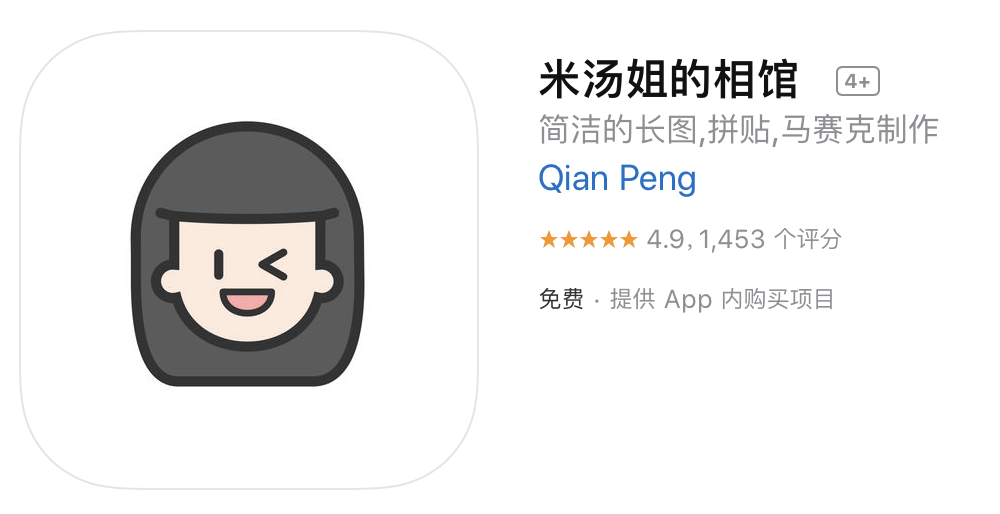 米汤姐的相馆 4+
简洁的长图,拼贴,马赛克制作
Qian Peng
★★★★★ 4.9, 1,453 个评分
免费 · 提供 App 内购买项目